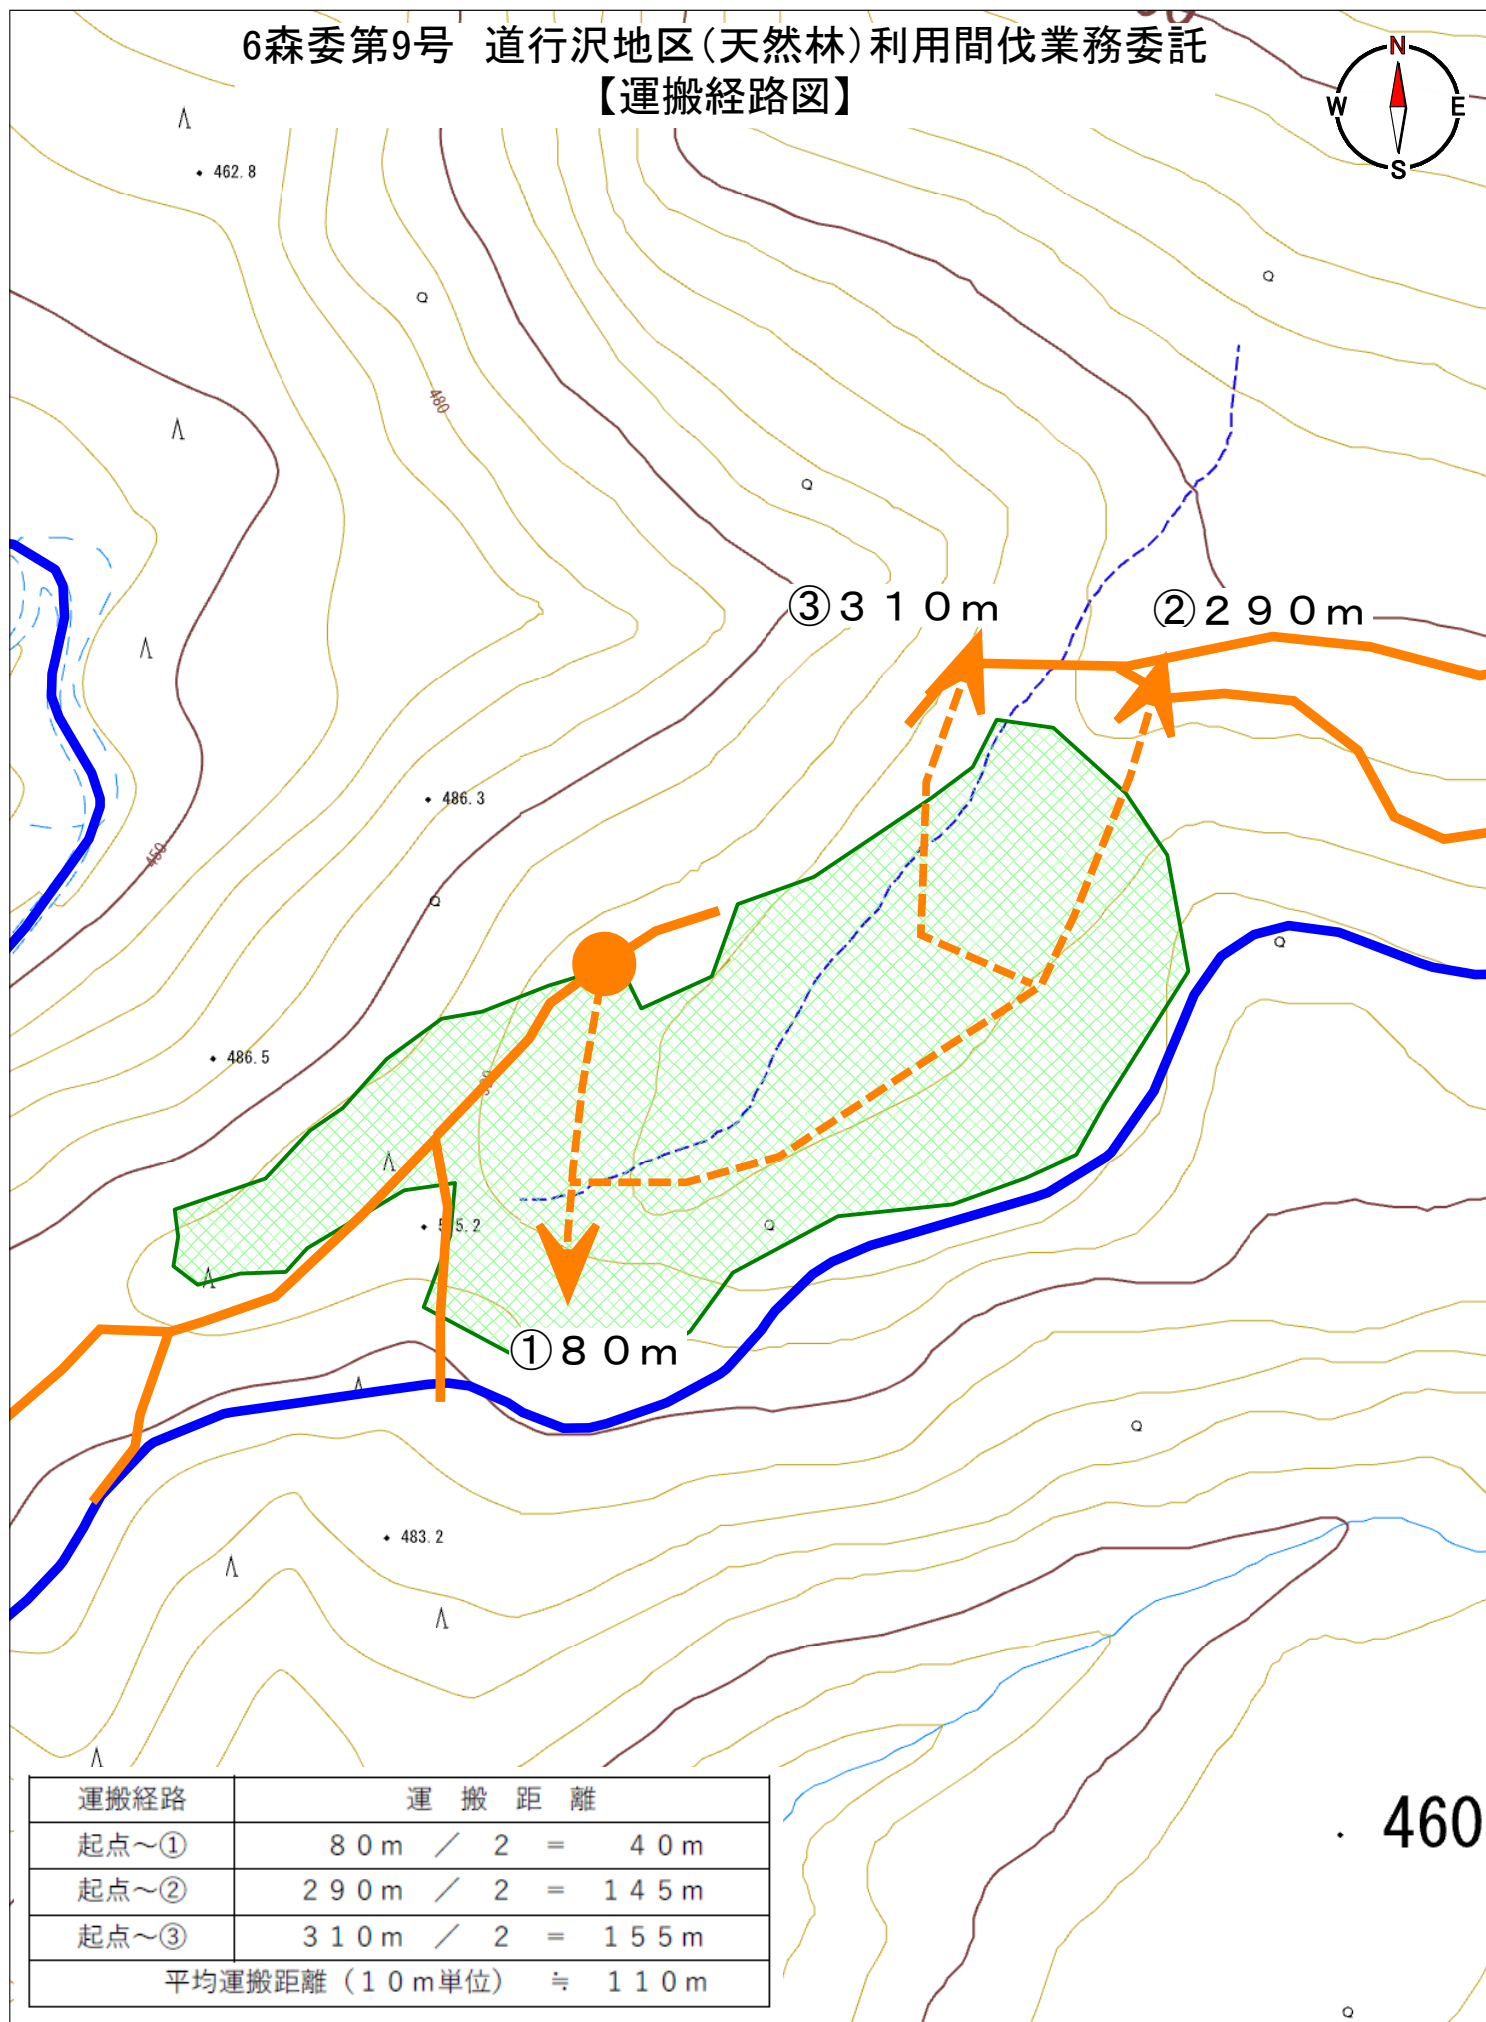 6森委第9号　道行沢地区(天然林)利用間伐業務委託
【運搬経路図】
N
W E
S
462.8
480
③３１０m
②２９０m
486.3
450
486.5
①８０m
483.2
460
運搬経路 運　搬　距　離
起点～① ８０m ／ ２ ＝ ４０m
起点～② ２９０m ／ ２ ＝ １４５m
起点～③ ３１０m ／ ２ ＝ １５５m
平均運搬距離（１０m単位） ≒ １１０m